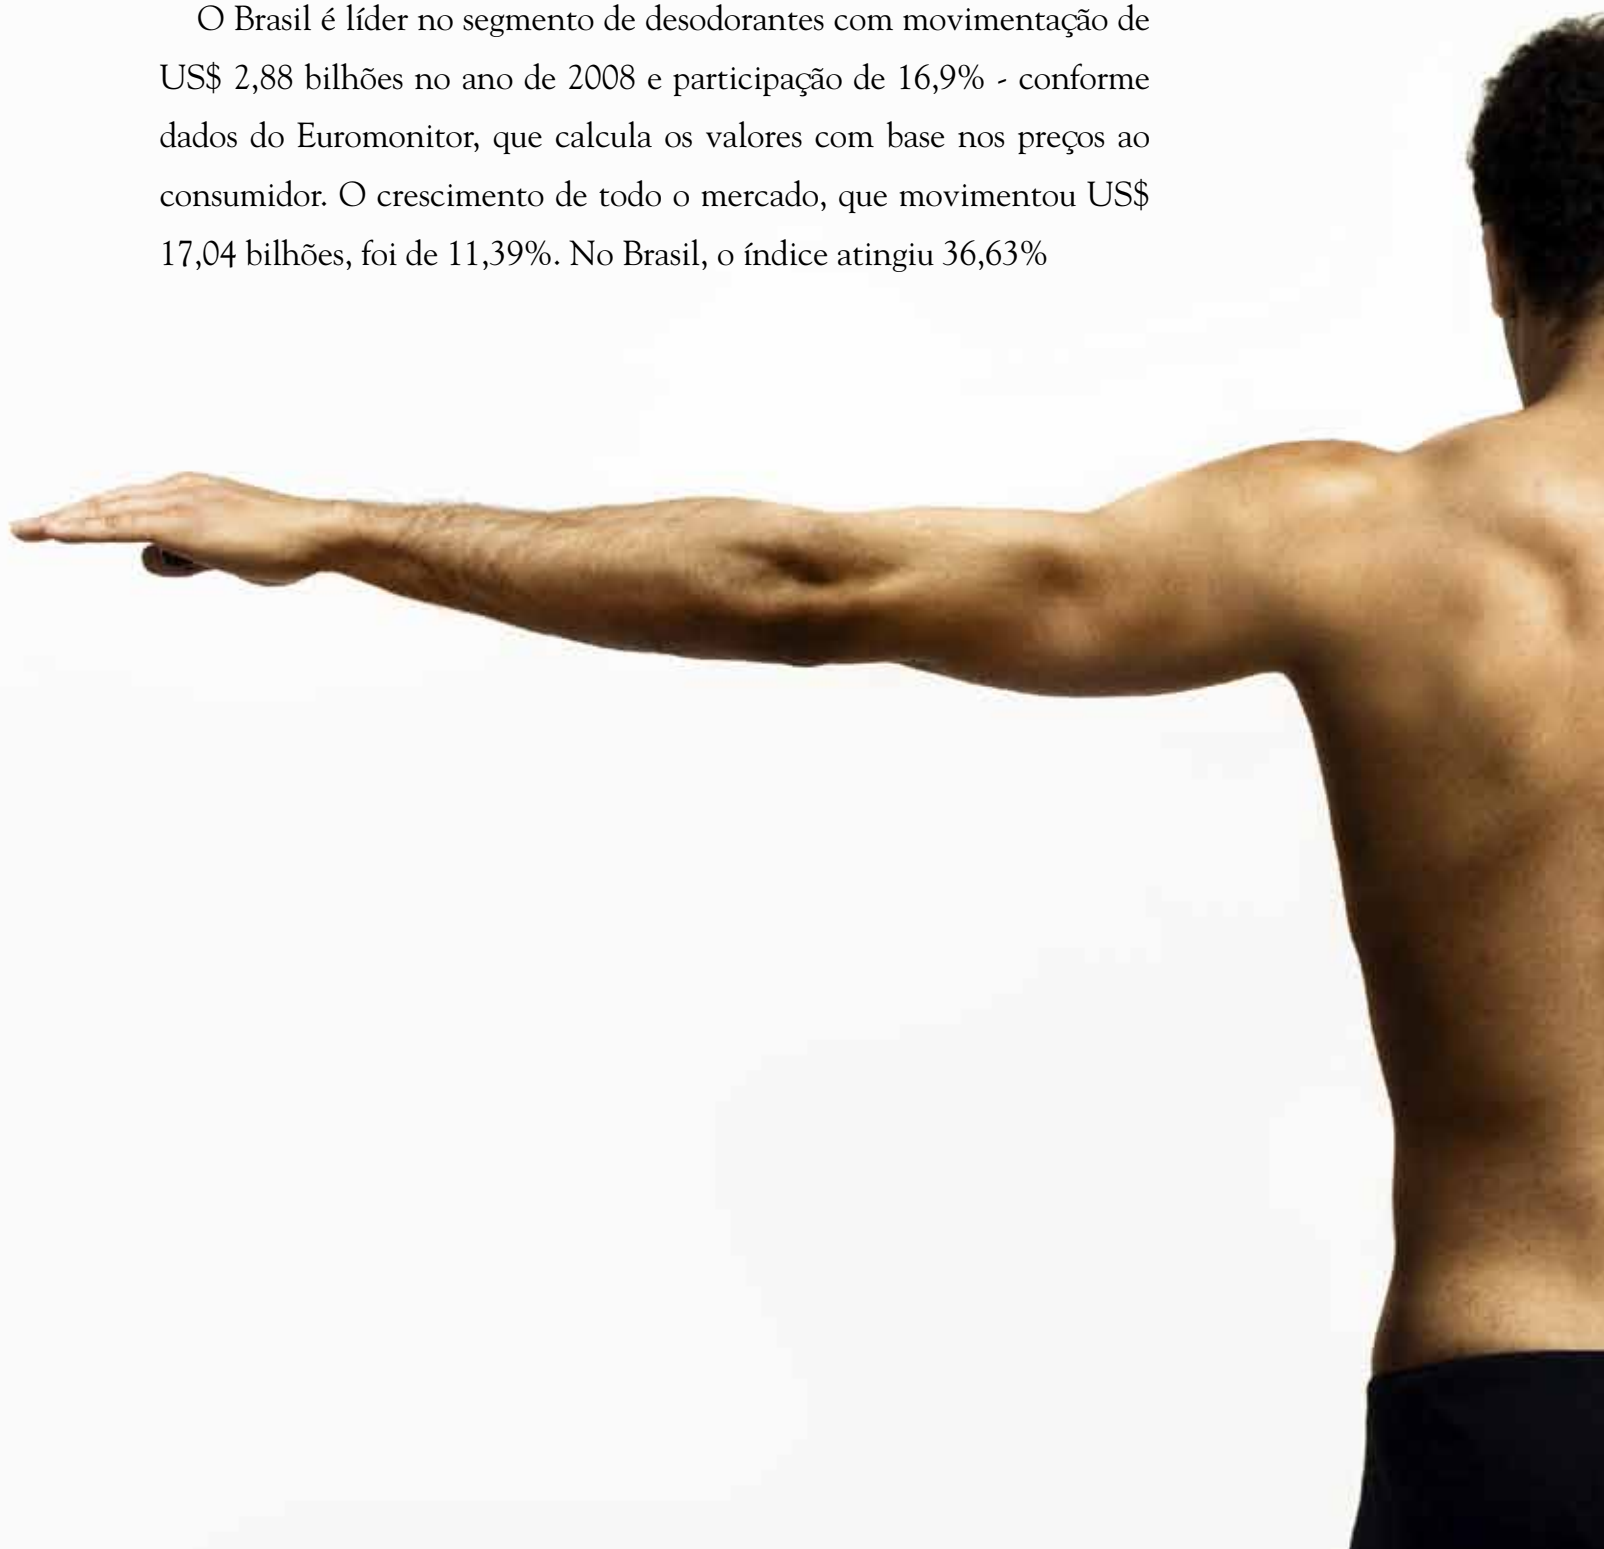 O Brasil é líder no segmento de desodorantes com movimentação de
US$ 2,88 bilhões no ano de 2008 e participação de 16,9% - conforme
dados do Euromonitor, que calcula os valores com base nos preços ao
consumidor. O crescimento de todo o mercado, que movimentou US$
17,04 bilhões, foi de 11,39%. No Brasil, o índice atingiu 36,63%